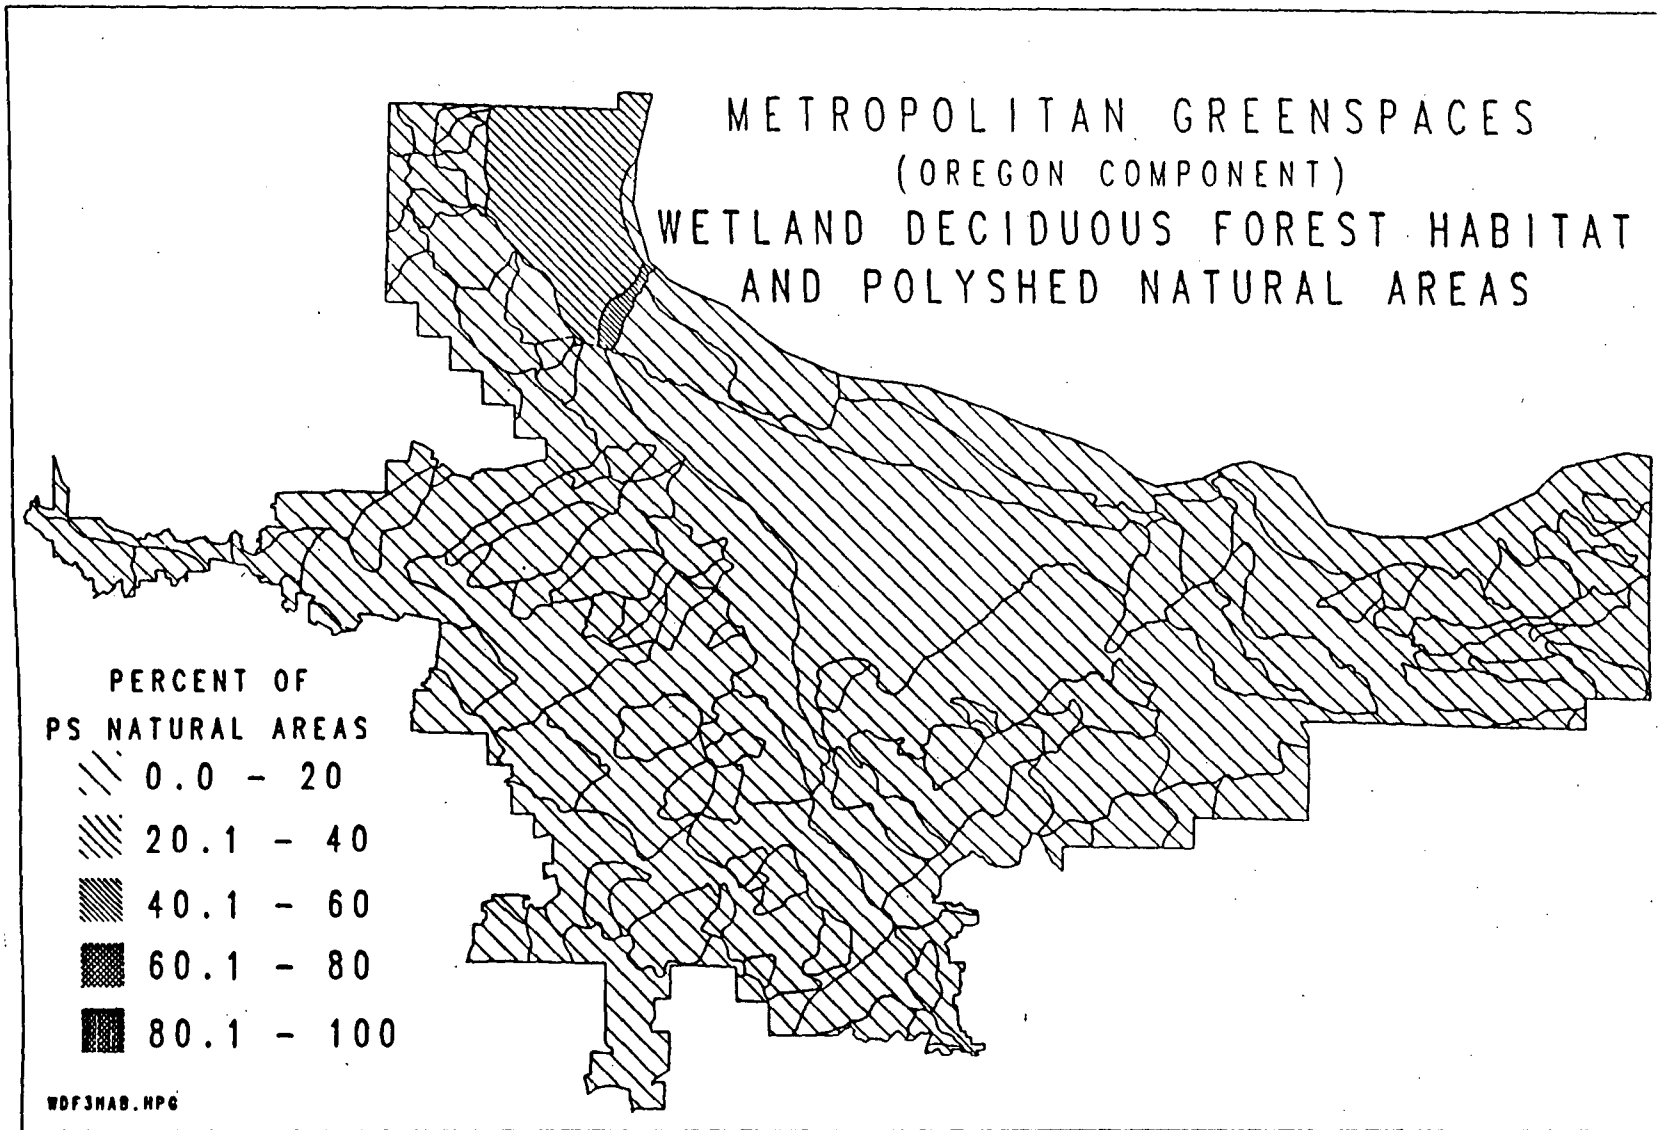 METROPOLITAN GREENSPACES
(OREGON COMPONENT)
WETLAND DECIDUOUS FOREST HABITAT
AND POLYSHED NATURAL AREAS
PERCENT OF
PS NATURAL AREAS
0.0 - 20
20.1 - 40
40.1 - 60
60.1 - 80
80.1 - 100
WDF3MAB.HPG